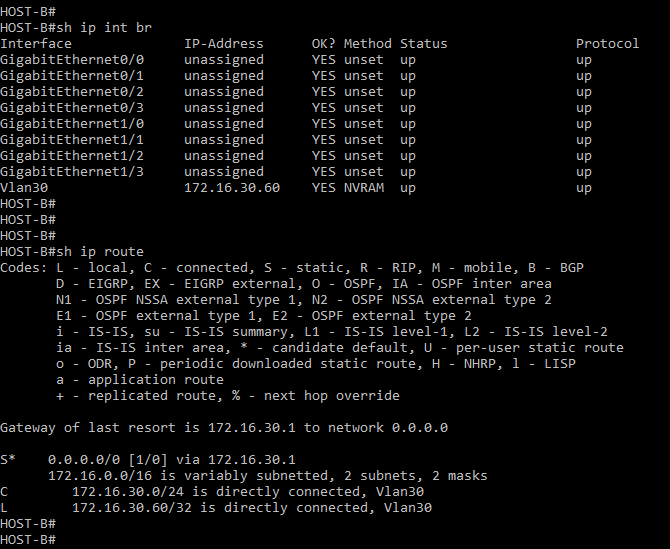 HOST-B#
HOST-B#sh ip int br
Interface              IP-Address      OK? Method Status                Protocol
GigabitEthernet0/0     unassigned      YES unset  up                    up
GigabitEthernet0/1     unassigned      YES unset  up                    up
GigabitEthernet0/2     unassigned      YES unset  up                    up
GigabitEthernet0/3     unassigned      YES unset  up                    up
GigabitEthernet1/0     unassigned      YES unset  up                    up
GigabitEthernet1/1     unassigned      YES unset  up                    up
GigabitEthernet1/2     unassigned      YES unset  up                    up
GigabitEthernet1/3     unassigned      YES unset  up                    up
Vlan30                 172.16.30.60    YES NVRAM  up                    up
HOST-B#
HOST-B#
HOST-B#
HOST-B#sh ip route
Codes: L - local, C - connected, S - static, R - RIP, M - mobile, B - BGP
       D - EIGRP, EX - EIGRP external, O - OSPF, IA - OSPF inter area
       N1 - OSPF NSSA external type 1, N2 - OSPF NSSA external type 2
       E1 - OSPF external type 1, E2 - OSPF external type 2
       i - IS-IS, su - IS-IS summary, L1 - IS-IS level-1, L2 - IS-IS level-2
       ia - IS-IS inter area, * - candidate default, U - per-user static route
       o - ODR, P - periodic downloaded static route, H - NHRP, l - LISP
       a - application route
       + - replicated route, % - next hop override
Gateway of last resort is 172.16.30.1 to network 0.0.0.0
S*    0.0.0.0/0 [1/0] via 172.16.30.1
      172.16.0.0/16 is variably subnetted, 2 subnets, 2 masks
C        172.16.30.0/24 is directly connected, Vlan30
L        172.16.30.60/32 is directly connected, Vlan30
HOST-B#
HOST-B#